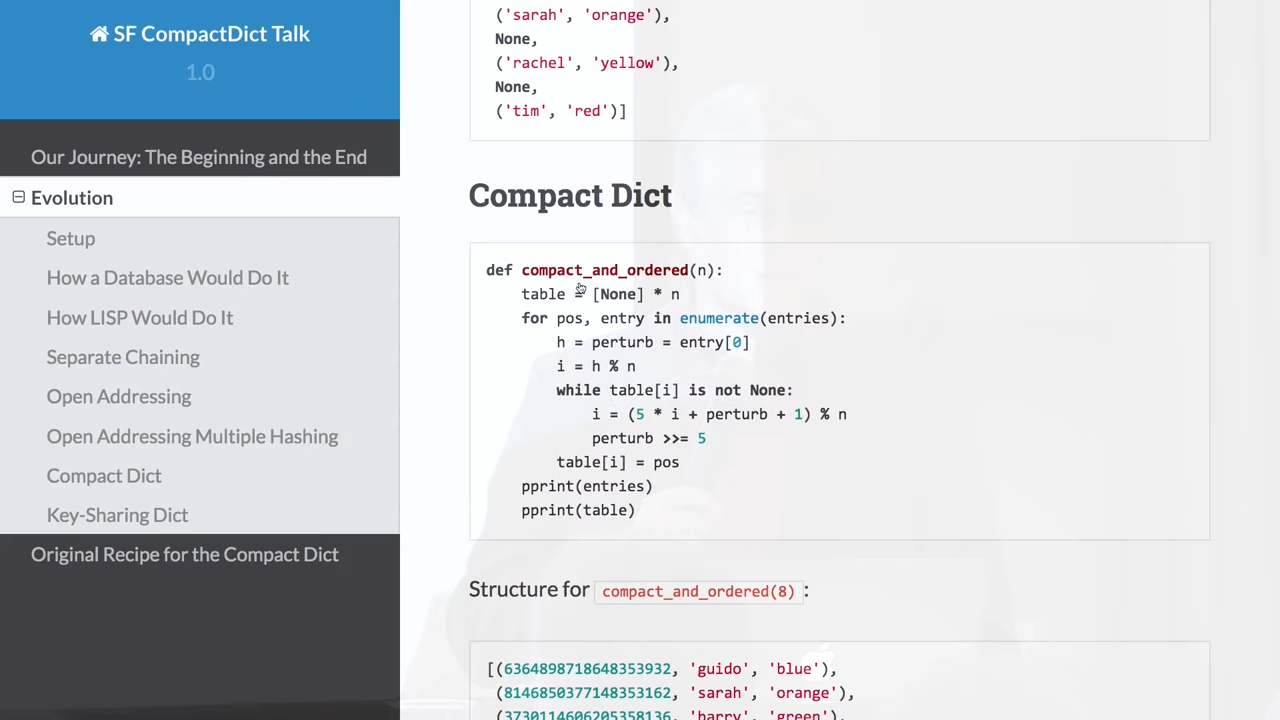 SF CompactDict Talk
1.0
Our Journey: The Beginning and the End
Evolution
Setup
How a Database Would Do It
How LISP Would Do It
Separate Chaining
Open Addressing
Open Addressing Multiple Hashing
Compact Dict
Key-Sharing Dict
Original Recipe for the Compact Dict
('sarah', 'orange'),
None,
('rachel', 'yellow'),
None,
('tim', 'red')]
Compact Dict
def compact_and_ordered(n):
    table = [None] * n
    for pos, entry in enumerate(entries):
        h = perturb = entry[0]
        i = h % n
        while table[i] is not None:
            i = (5 * i + perturb + 1) % n
            perturb >>= 5
        table[i] = pos
    pprint(entries)
    pprint(table)
Structure for compact_and_ordered(8):
[(6364898718648353932, 'guido', 'blue'),
(8146850377148353162, 'sarah', 'orange'),
(3730114606205358136, 'barry', 'green'),